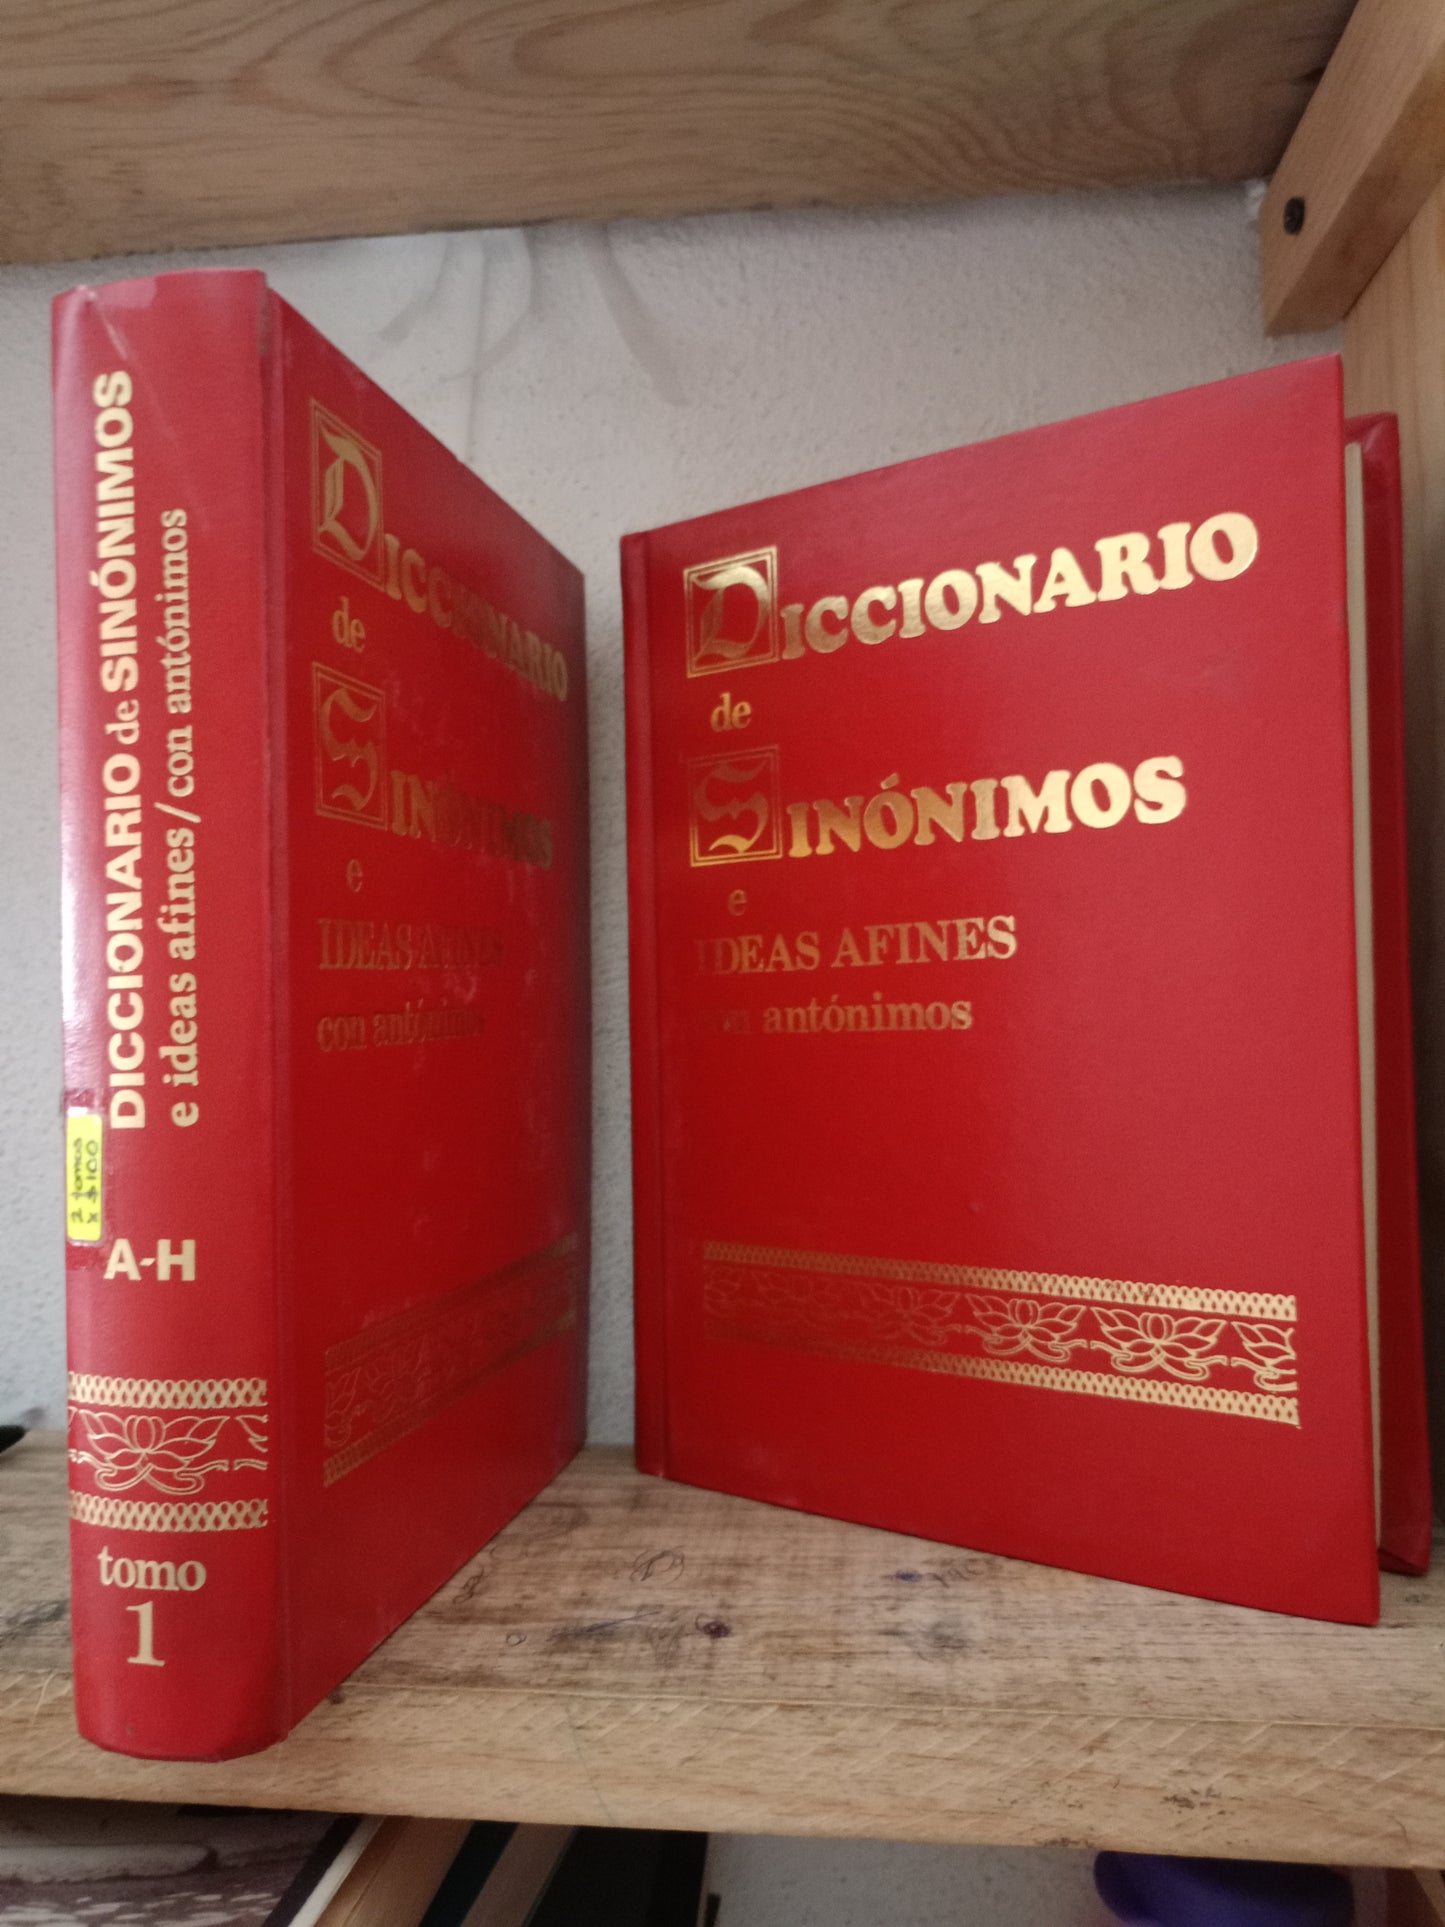 DICCIONARIO de SINÓNIMOS
e ideas afines/con antónimos
2 tomos
x $100
A-H
tomo
1
DICCIONARIO
de
SINÓNIMOS
e
IDEAS AFINES
con antónimos
DICCIONARIO
de
SINÓNIMOS
e
IDEAS AFINES
con antónimos